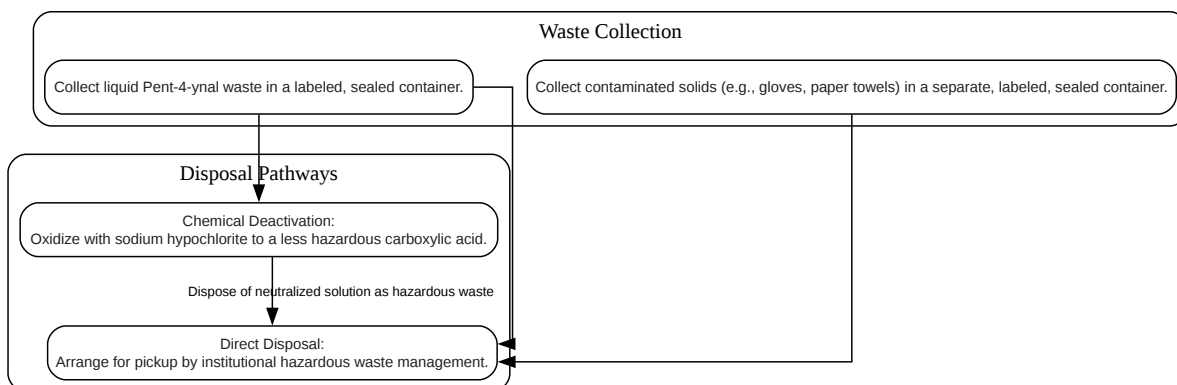 Waste Collection
Collect liquid Pent-4-ynal waste in a labeled, sealed container.
Collect contaminated solids (e.g., gloves, paper towels) in a separate, labeled, sealed container.
Disposal Pathways
Chemical Deactivation:
Oxidize with sodium hypochlorite to a less hazardous carboxylic acid.
Dispose of neutralized solution as hazardous waste
Direct Disposal:
Arrange for pickup by institutional hazardous waste management.